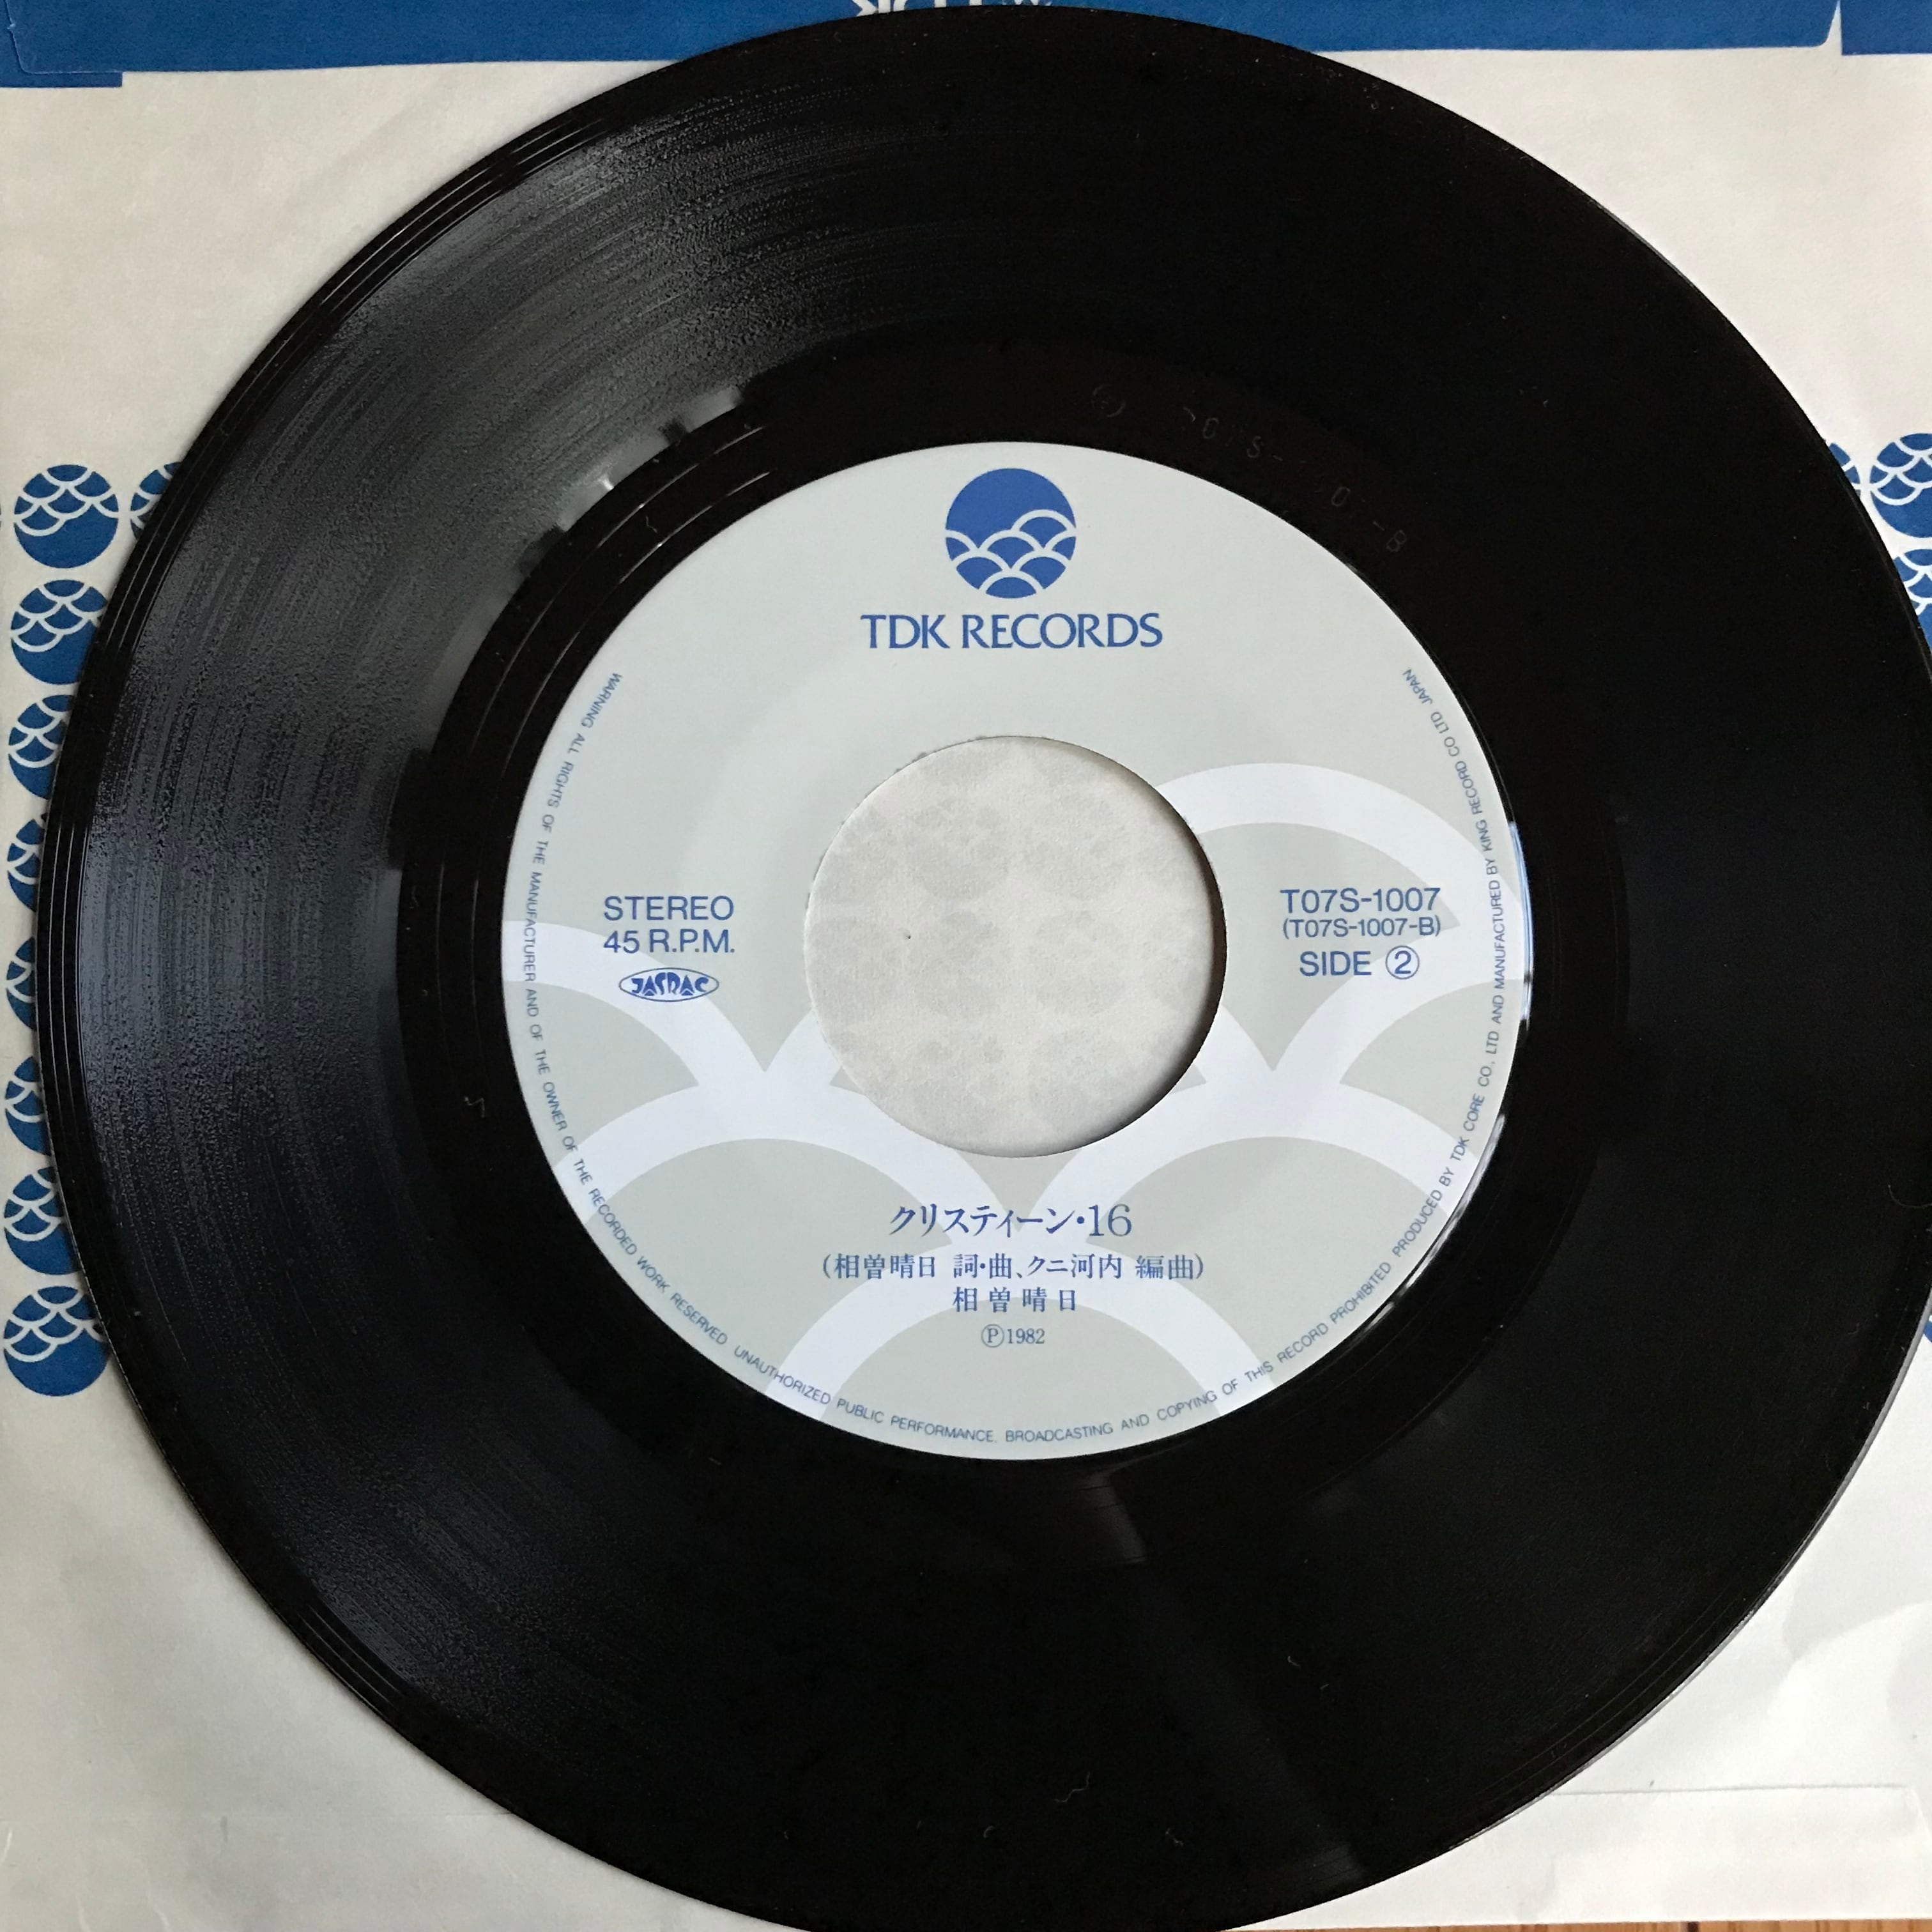 TDK RECORDS
STEREO
45 R.P.M.
JASRAC
T07S-1007
(T07S-1007-B)
SIDE ②
クリスティーン・16
(相曽晴日 詞・曲、クニ河内 編曲)
相曽晴日
Ⓟ1982
WARNING ALL RIGHTS OF THE MANUFACTURER AND OF THE OWNER OF THE RECORDED WORK RESERVED UNAUTHORIZED PUBLIC PERFORMANCE, BROADCASTING AND COPYING OF THIS RECORD PROHIBITED PRODUCED BY TDK CORE CO., LTD AND MANUFACTURED BY KING RECORD CO LTD JAPAN